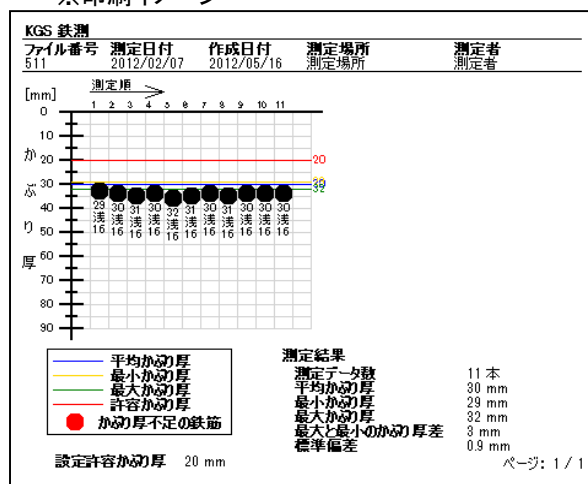 ※印刷イメージ
KGS 鉄測
ファイル番号 測定日付 作成日付 測定場所 測定者
511 2012/02/07 2012/05/16 測定場所 測定者
測定順
[mm] 1 2 3 4 5 6 7 8 9 10 11
0
10
かぶり厚
20 20
30 30
32
40
50
60
70
80
90
29 30 31 30 32 31 30 31 30 30 30
浅 浅 浅 浅 浅 浅 浅 浅 浅 浅 浅
16 16 16 16 16 16 16 16 16 16 16
平均かぶり厚
最小かぶり厚
最大かぶり厚
許容かぶり厚
かぶり厚不足の鉄筋
設定許容かぶり厚 20 mm
測定結果
測定データ数 11 本
平均かぶり厚 30 mm
最小かぶり厚 29 mm
最大かぶり厚 32 mm
最大と最小のかぶり厚差 3 mm
標準偏差 0.9 mm
ページ: 1 / 1